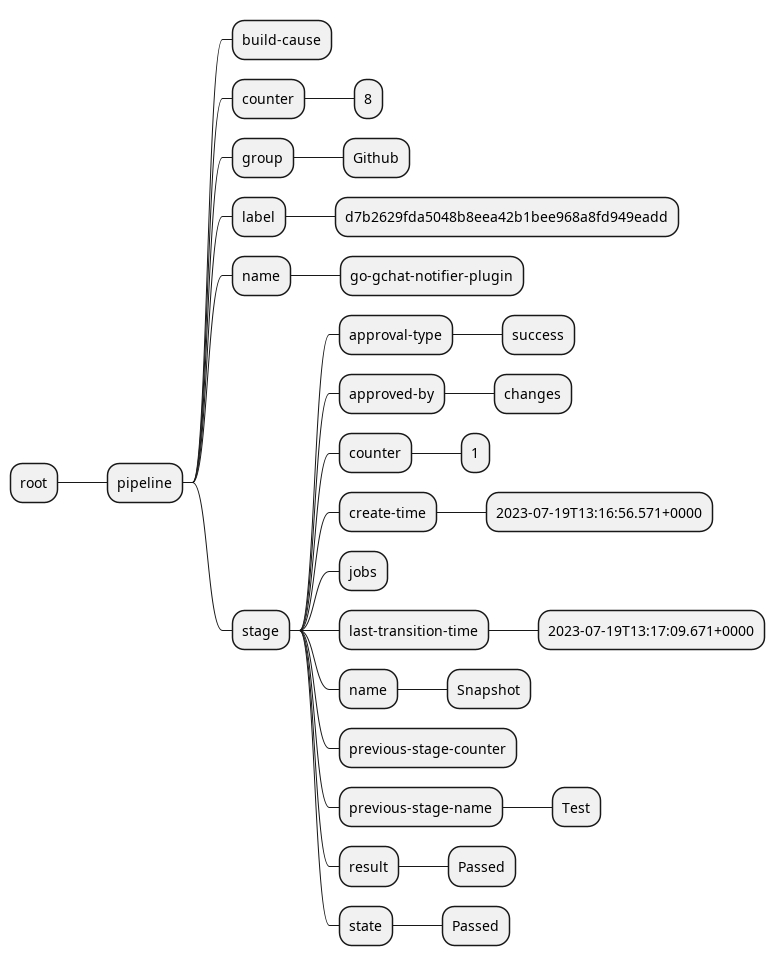 build-cause
counter
8
group
Github
label
d7b2629fda5048b8eea42b1bee968a8fd949eadd
name
go-gchat-notifier-plugin
approval-type
success
approved-by
changes
counter
1
root
pipeline
create-time
2023-07-19T13:16:56.571+0000
jobs
stage
last-transition-time
2023-07-19T13:17:09.671+0000
name
Snapshot
previous-stage-counter
previous-stage-name
Test
result
Passed
state
Passed